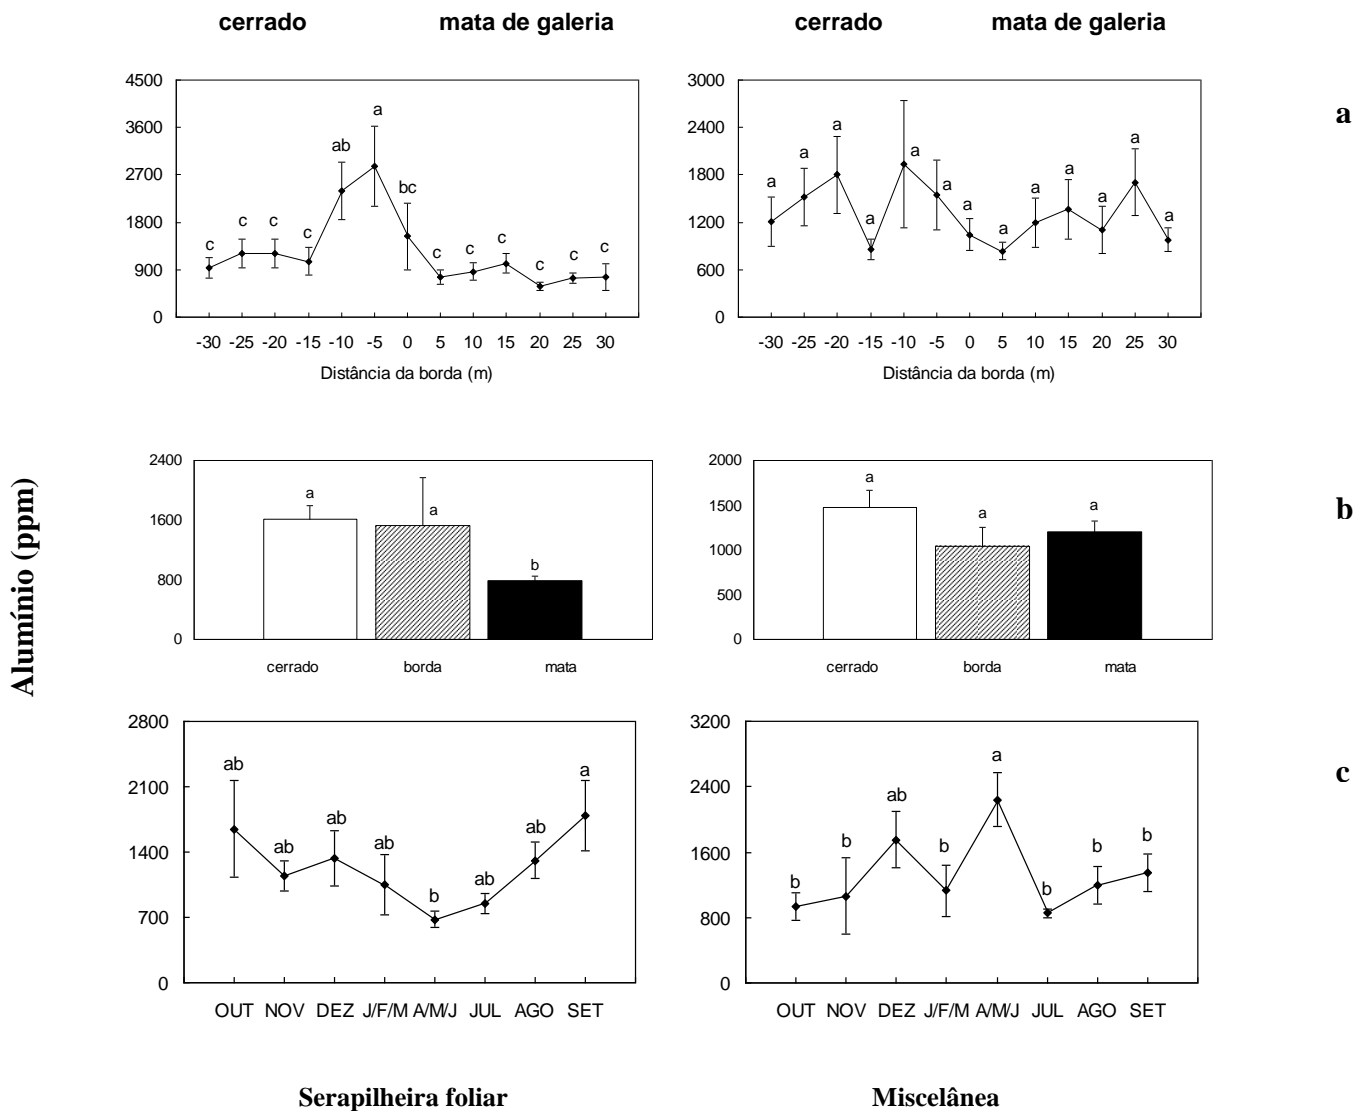 cerrado mata de galeria cerrado mata de galeria
a
4500
3600
2700
1800
900
0
c c c c ab a bc c c c c c c
-30 -25 -20 -15 -10 -5 0 5 10 15 20 25 30
Distância da borda (m)
3000
2400
1800
1200
600
0
a a a a a a a a a a a a a
-30 -25 -20 -15 -10 -5 0 5 10 15 20 25 30
Distância da borda (m)
Alumínio (ppm)
b
2400
1600
800
0
a a b
cerrado borda mata
2000
1500
1000
500
0
a a a
cerrado borda mata
c
2800
2100
1400
700
0
ab ab ab ab b ab ab a
OUT NOV DEZ J/F/M A/M/J JUL AGO SET
3200
2400
1600
800
0
b b ab b a b b b
OUT NOV DEZ J/F/M A/M/J JUL AGO SET
Serapilheira foliar Miscelânea